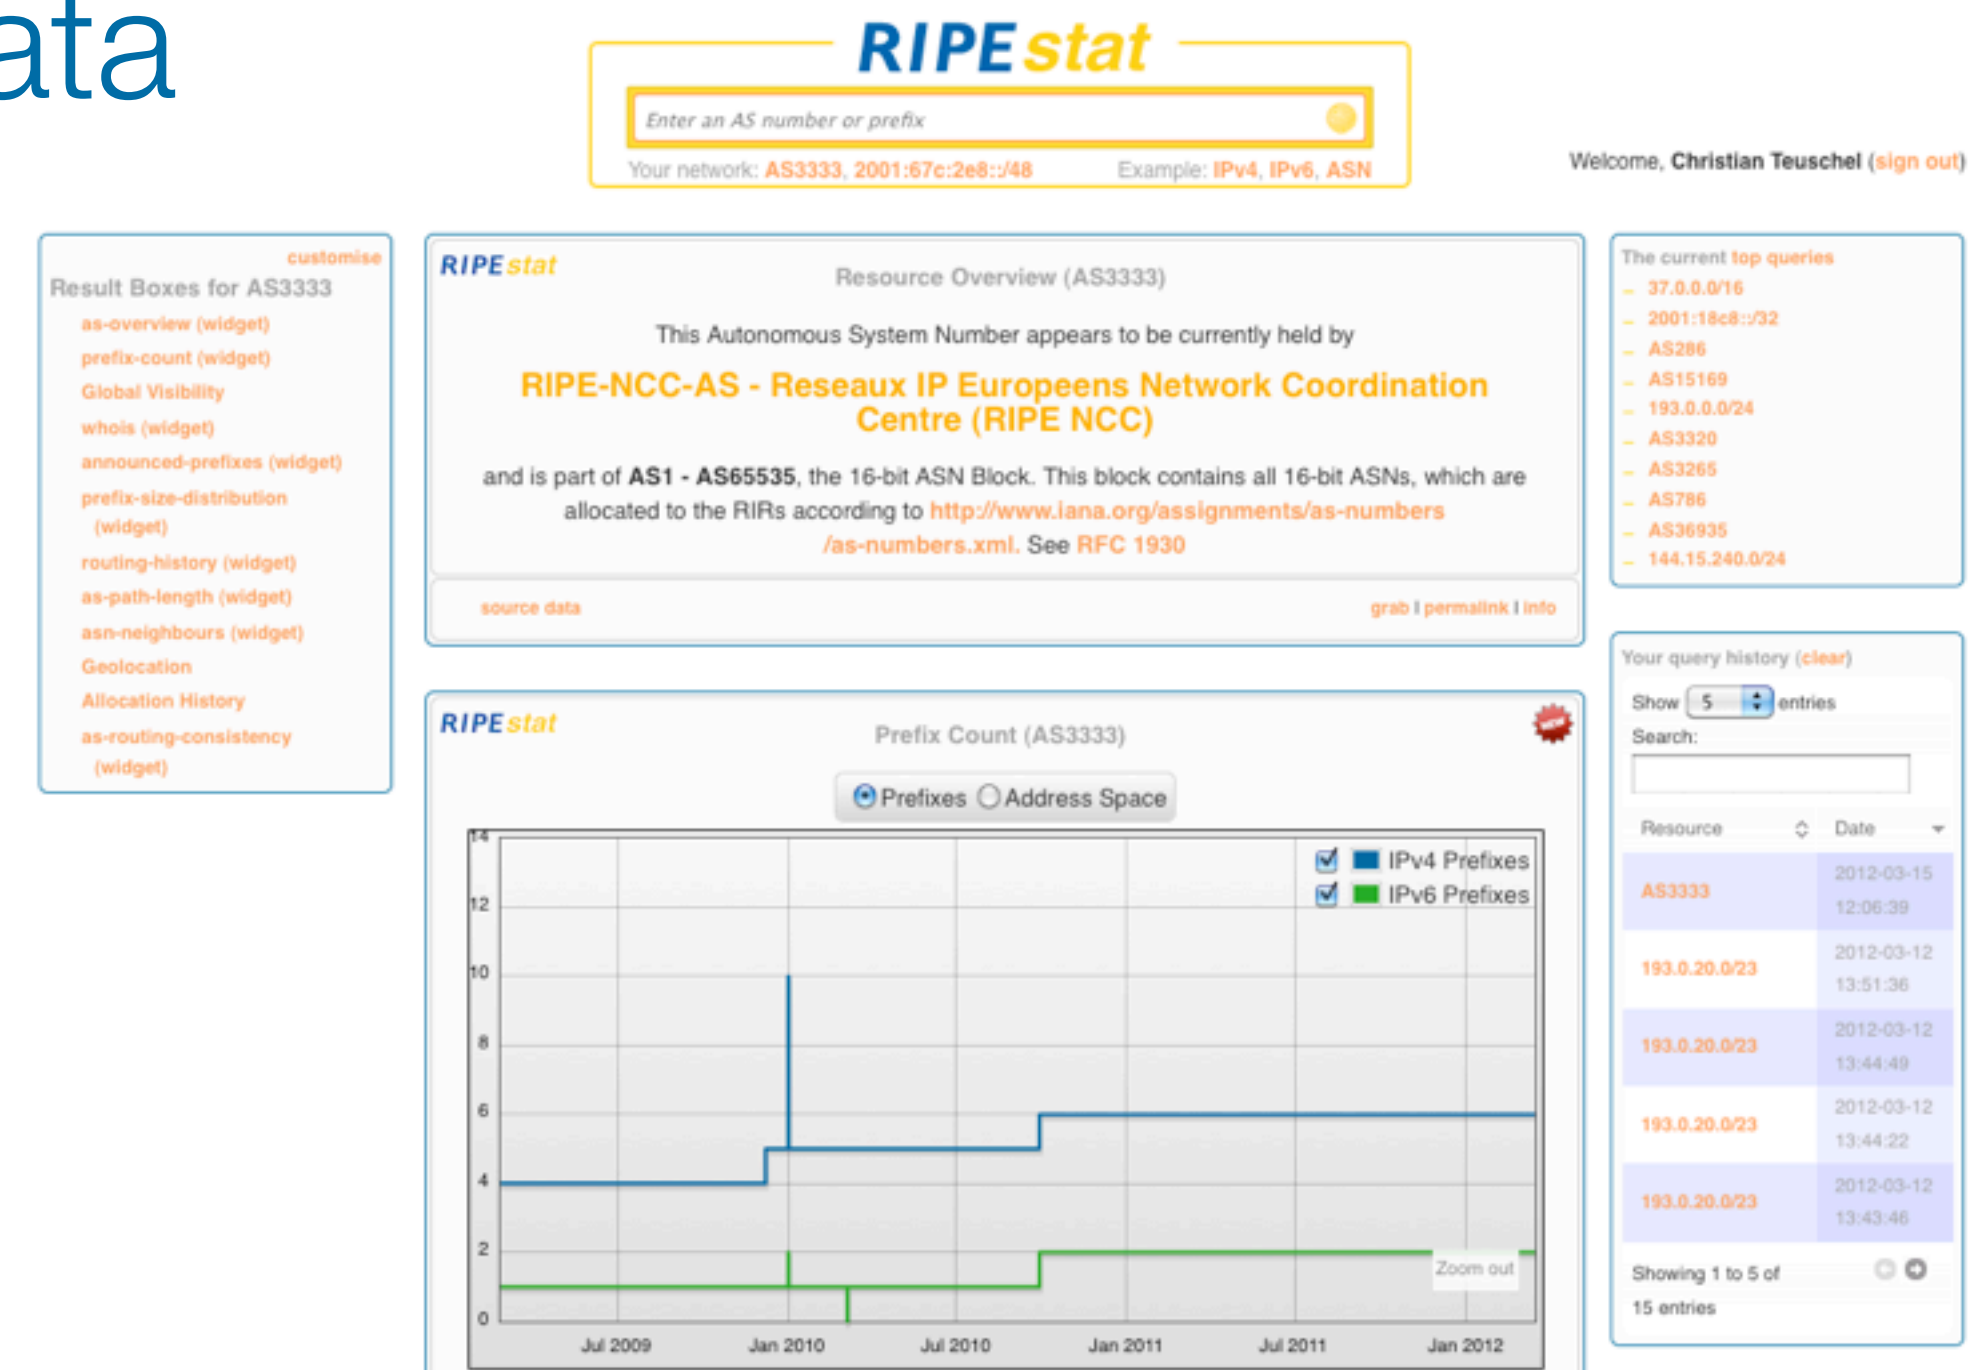 ata
RIPEstat
Enter an AS number or prefix
Your network: AS3333, 2001:67c:2e8::/48 Example: IPv4, IPv6, ASN
Welcome, Christian Teuschel (sign out)
customise
Result Boxes for AS3333
as-overview (widget)
prefix-count (widget)
Global Visibility
whois (widget)
announced-prefixes (widget)
prefix-size-distribution
(widget)
routing-history (widget)
as-path-length (widget)
asn-neighbours (widget)
Geolocation
Allocation History
as-routing-consistency
(widget)
RIPEstat
Resource Overview (AS3333)
This Autonomous System Number appears to be currently held by
RIPE-NCC-AS - Reseaux IP Europeens Network Coordination
Centre (RIPE NCC)
and is part of AS1 - AS65535, the 16-bit ASN Block. This block contains all 16-bit ASNs, which are
allocated to the RIRs according to http://www.iana.org/assignments/as-numbers
/as-numbers.xml. See RFC 1930
source data
grab | permalink | info
RIPEstat
Prefix Count (AS3333)
NEW
Prefixes Address Space
IPv4 Prefixes
IPv6 Prefixes
14
12
10
8
6
4
2
0
Zoom out
Jul 2009 Jan 2010 Jul 2010 Jan 2011 Jul 2011 Jan 2012
The current top queries
37.0.0.0/16
2001:18c8::/32
AS286
AS15169
193.0.0.0/24
AS3320
AS3265
AS786
AS36935
144.15.240.0/24
Your query history (clear)
Show 5 entries
Search:
Resource Date
AS3333 2012-03-15
12:06:39
193.0.20.0/23 2012-03-12
13:51:36
193.0.20.0/23 2012-03-12
13:44:49
193.0.20.0/23 2012-03-12
13:44:22
193.0.20.0/23 2012-03-12
13:43:46
Showing 1 to 5 of
15 entries